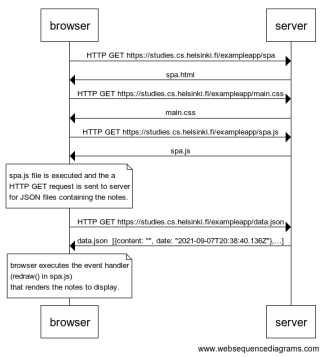 browser
server
HTTP GET https://studies.cs.helsinki.fi/exampleapp/spa
spa.html
HTTP GET https://studies.cs.helsinki.fi/exampleapp/main.css
main.css
HTTP GET https://studies.cs.helsinki.fi/exampleapp/spa.js
spa.js
spa.js file is executed and the a
HTTP GET request is sent to server
for JSON files containing the notes.
HTTP GET https://studies.cs.helsinki.fi/exampleapp/data.json
data.json [{content: "", date: "2021-09-07T20:38:40.136Z"},...]
browser executes the event handler
(redraw() in spa.js)
that renders the notes to display.
browser
server
www.websequencediagrams.com